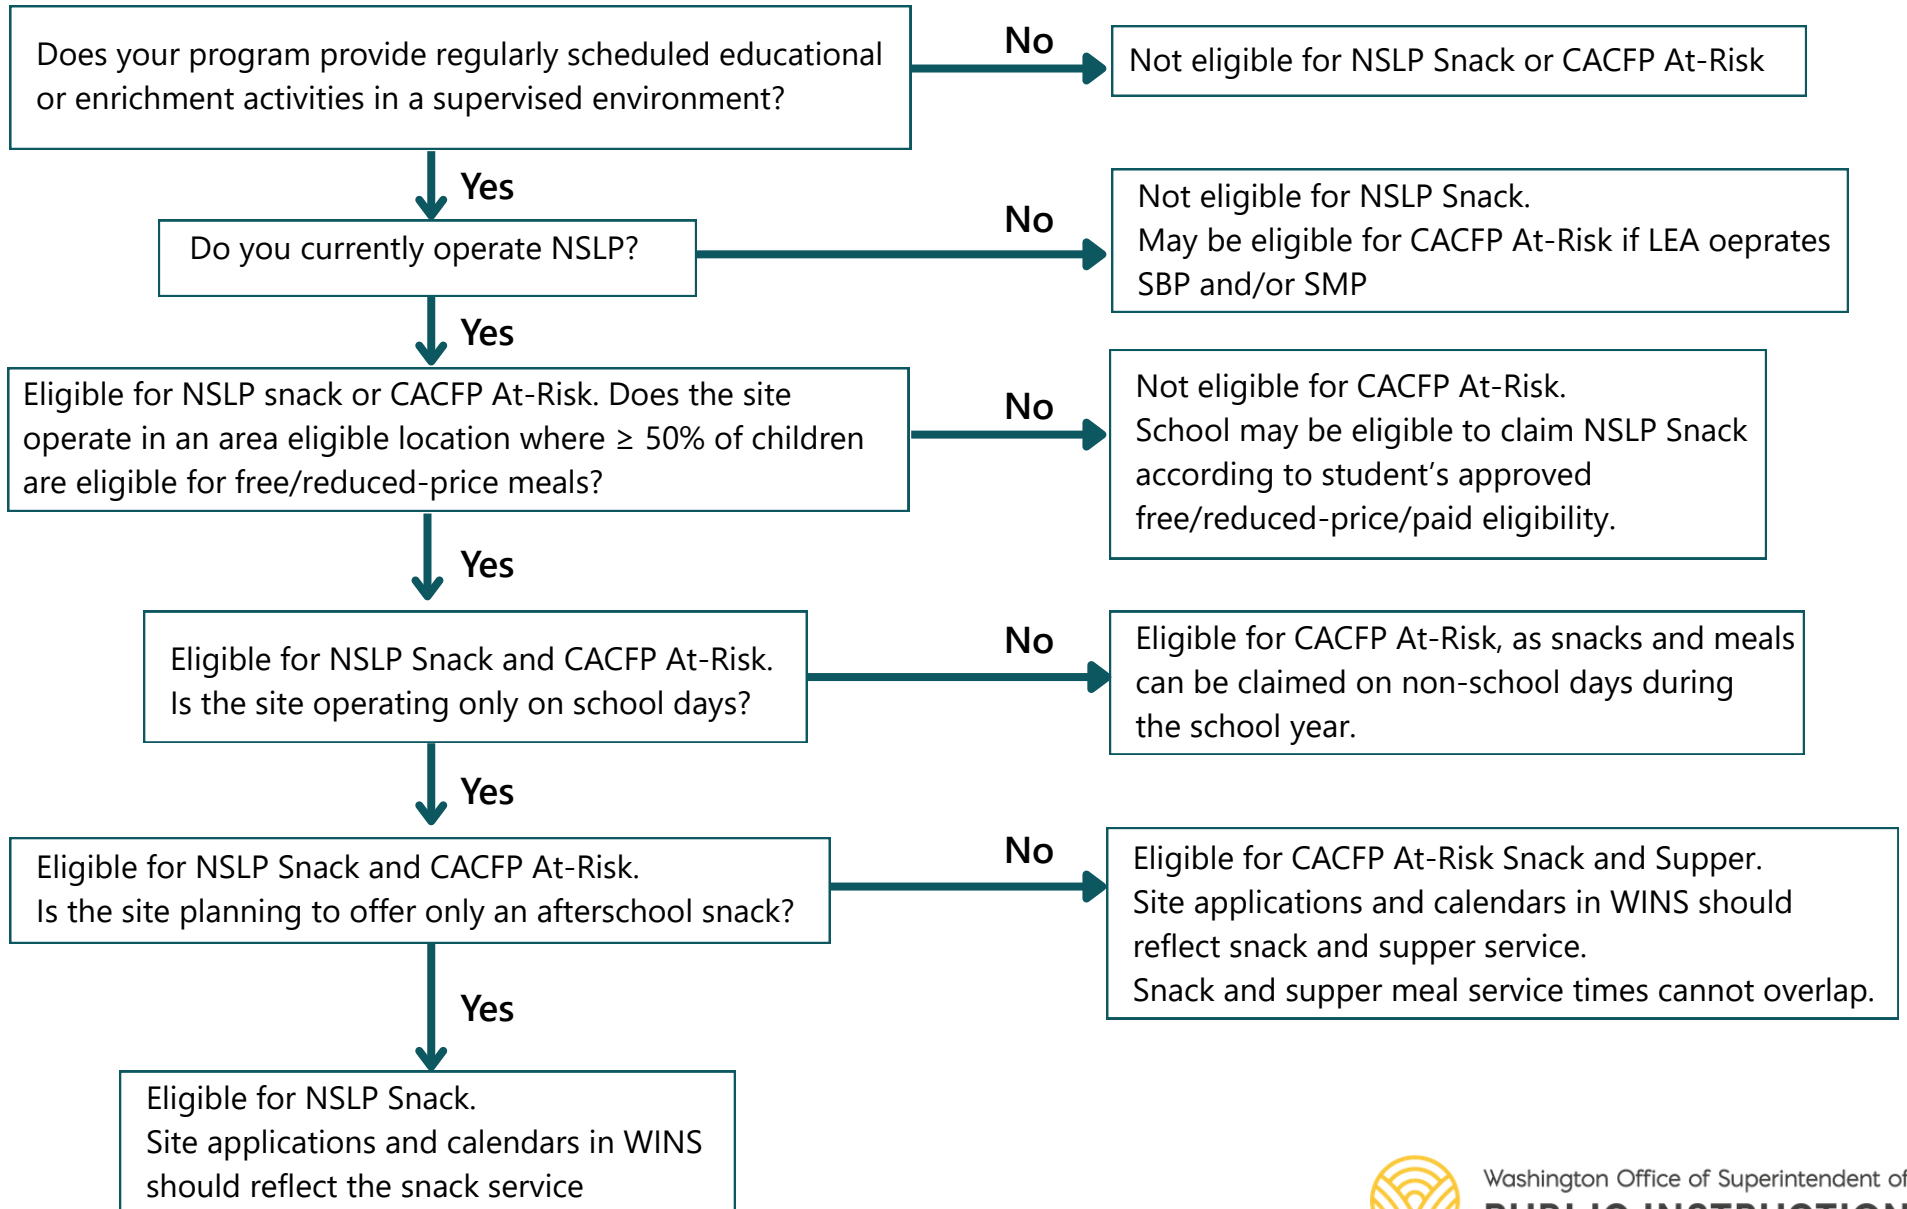 Does your program provide regularly scheduled educational
or enrichment activities in a supervised environment?
No
Not eligible for NSLP Snack or CACFP At-Risk
Yes
Do you currently operate NSLP?
No
Not eligible for NSLP Snack.
May be eligible for CACFP At-Risk if LEA oeprates
SBP and/or SMP
Yes
Eligible for NSLP snack or CACFP At-Risk. Does the site
operate in an area eligible location where ≥ 50% of children
are eligible for free/reduced-price meals?
No
Not eligible for CACFP At-Risk.
School may be eligible to claim NSLP Snack
according to student’s approved
free/reduced-price/paid eligibility.
Yes
Eligible for NSLP Snack and CACFP At-Risk.
Is the site operating only on school days?
No
Eligible for CACFP At-Risk, as snacks and meals
can be claimed on non-school days during
the school year.
Yes
Eligible for NSLP Snack and CACFP At-Risk.
Is the site planning to offer only an afterschool snack?
No
Eligible for CACFP At-Risk Snack and Supper.
Site applications and calendars in WINS should
reflect snack and supper service.
Snack and supper meal service times cannot overlap.
Yes
Eligible for NSLP Snack.
Site applications and calendars in WINS
should reflect the snack service
Washington Office of Superintendent of
PUBLIC INSTRUCTION